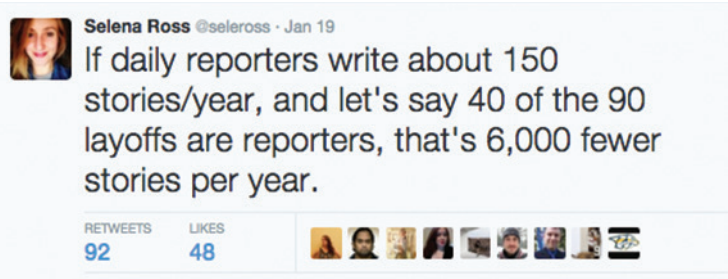 Selena Ross @seleross · Jan 19
If daily reporters write about 150
stories/year, and let's say 40 of the 90
layoffs are reporters, that's 6,000 fewer
stories per year.
RETWEETS LIKES
92 48